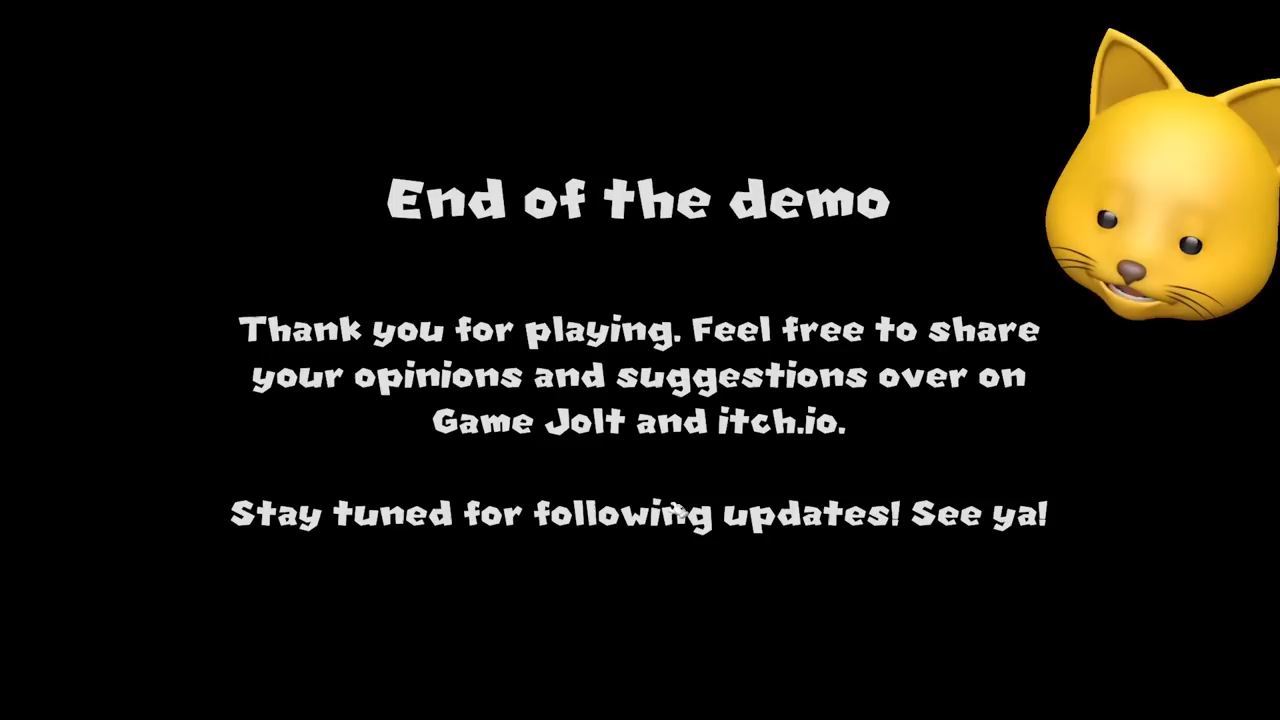 End of the demo
Thank you for playing. Feel free to share
your opinions and suggestions over on
Game Jolt and itch.io.
Stay tuned for following updates! See ya!